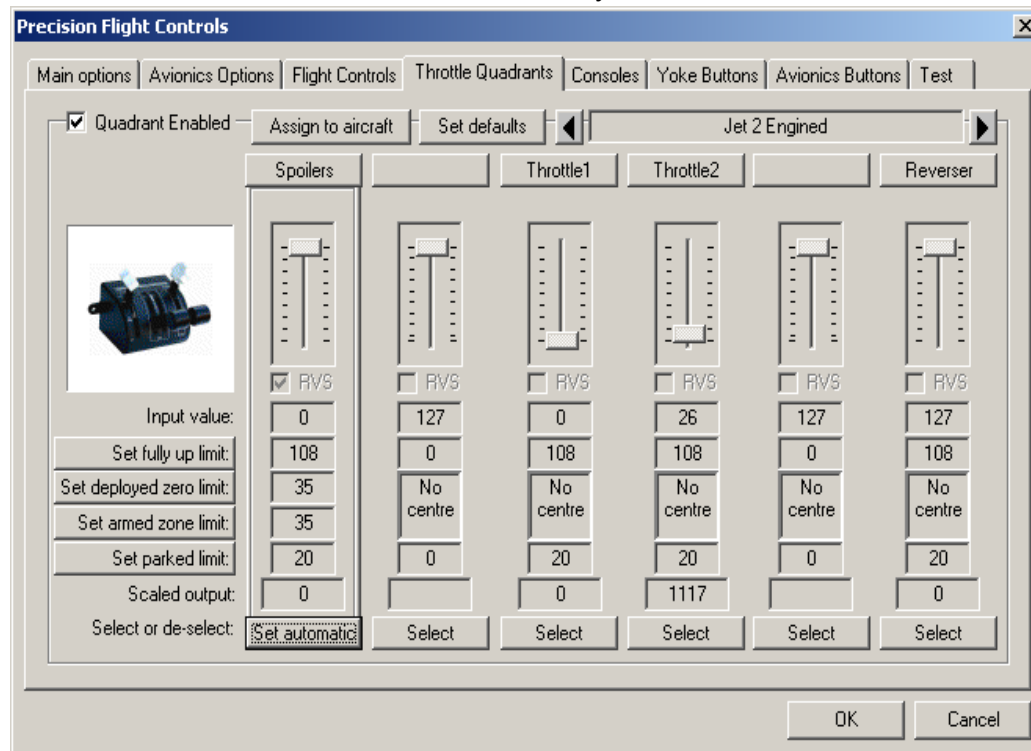 Precision Flight Controls
Main options Avionics Options Flight Controls Throttle Quadrants Consoles Yoke Buttons Avionics Buttons Test
Quadrant Enabled Assign to aircraft Set defaults Jet 2 Engined
Spoilers Throttle1 Throttle2 Reverser
RVS RVS RVS RVS RVS RVS
Input value: 0 127 0 26 127 127
Set fully up limit: 108 0 108 108 0 108
Set deployed zero limit: 35 No No No No No
centre centre centre centre centre
Set armed zone limit: 35
Set parked limit: 20 0 20 20 0 20
Scaled output: 0 0 1117 0
Select or de-select: Set automatic Select Select Select Select Select
OK Cancel